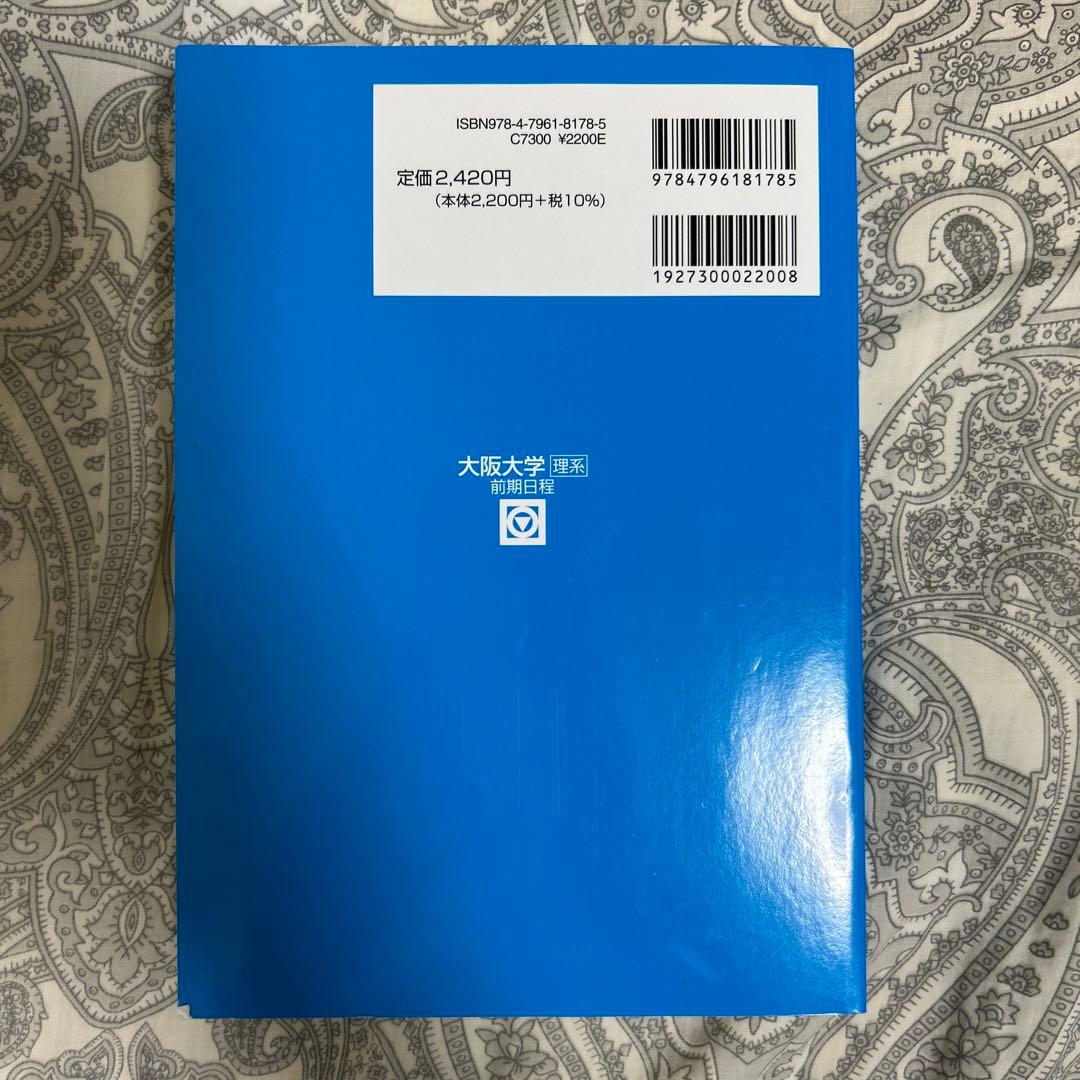 ISBN978-4-7961-8178-5
C7300 ¥2200E
定価2,420円
(本体2,200円+税10%)
9784796181785
1927300022008
大阪大学 理系
前期日程